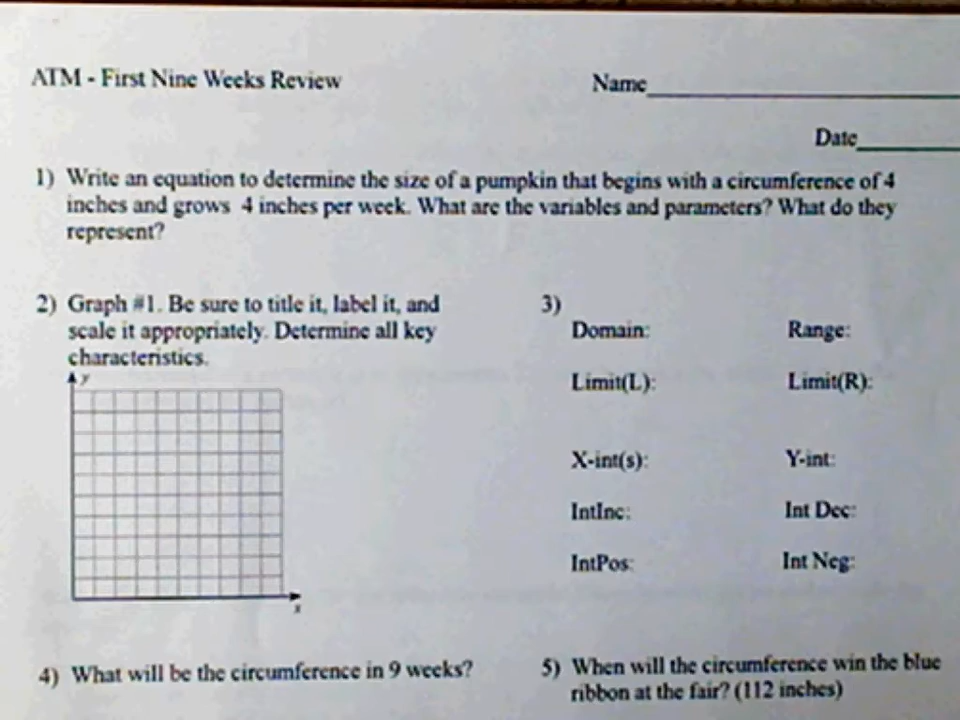 ATM - First Nine Weeks Review Name
Date
1) Write an equation to determine the size of a pumpkin that begins with a circumference of 4
inches and grows 4 inches per week. What are the variables and parameters? What do they
represent?
2) Graph #1. Be sure to title it, label it, and
scale it appropriately. Determine all key
characteristics.
y
x
3)
Domain: Range:
Limit(L): Limit(R):
X-int(s): Y-int:
IntInc: Int Dec:
IntPos: Int Neg:
4) What will be the circumference in 9 weeks?
5) When will the circumference win the blue
ribbon at the fair? (112 inches)